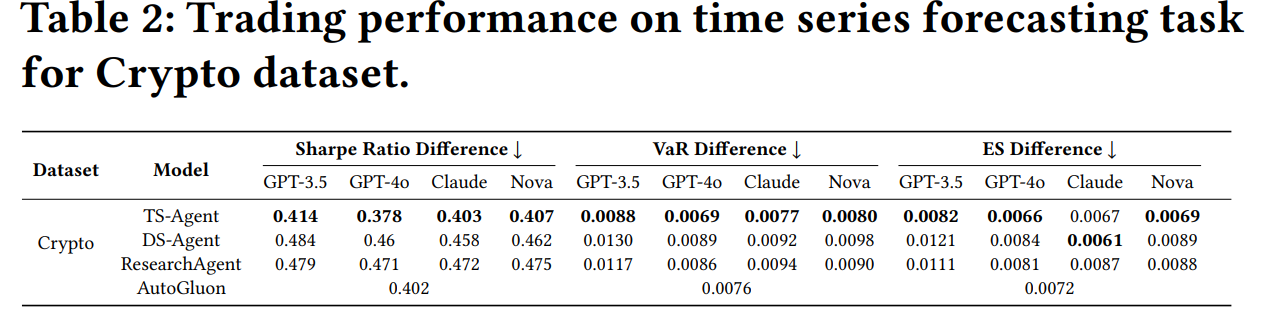 Table 2: Trading performance on time series forecasting task
for Crypto dataset.
Dataset Model Sharpe Ratio Difference ↓ VaR Difference ↓ ES Difference ↓
GPT-3.5 GPT-4o Claude Nova GPT-3.5 GPT-4o Claude Nova GPT-3.5 GPT-4o Claude Nova
Crypto
TS-Agent 0.414 0.378 0.403 0.407 0.0088 0.0069 0.0077 0.0080 0.0082 0.0066 0.0067 0.0069
DS-Agent 0.484 0.46 0.458 0.462 0.0130 0.0089 0.0092 0.0098 0.0121 0.0084 0.0061 0.0089
ResearchAgent 0.479 0.471 0.472 0.475 0.0117 0.0086 0.0094 0.0090 0.0111 0.0081 0.0087 0.0088
AutoGluon 0.402 0.0076 0.0072